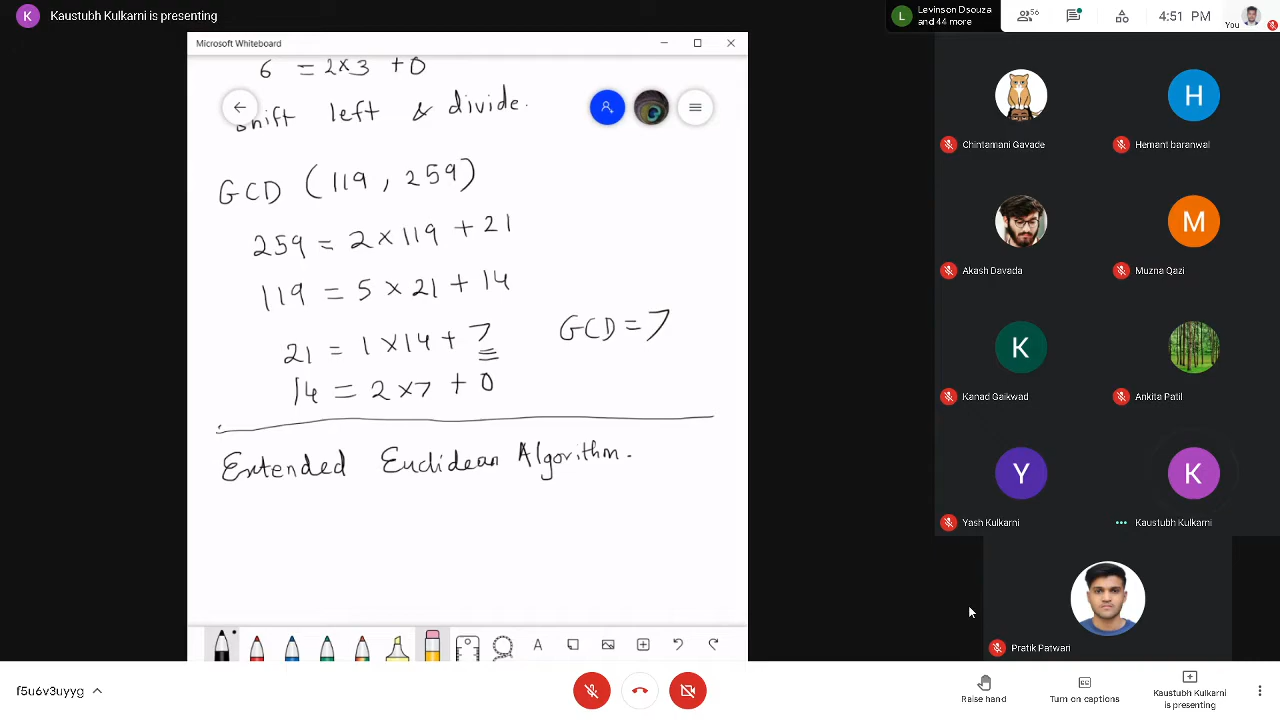 K Kaustubh Kulkarni is presenting
L Levinson Dsouza and 44 more
56
4:51 PM
You
Microsoft Whiteboard
6 = 2×3 + 0
Shift left & divide.
GCD (119, 259)
259 = 2×119 + 21
119 = 5 × 21 + 14
21 = 1×14 + 7
GCD = 7
14 = 2×7 + 0
Extended Euclidean Algorithm.
A
Chintamani Gavade
H
Hemant baranwal
Akash Davada
M
Muzna Qazi
K
Kanad Gaikwad
Ankita Patil
Y
Yash Kulkarni
K
Kaustubh Kulkarni
Pratik Patwari
f5u6v3uyyg
Raise hand
Turn on captions
Kaustubh Kulkarni
is presenting